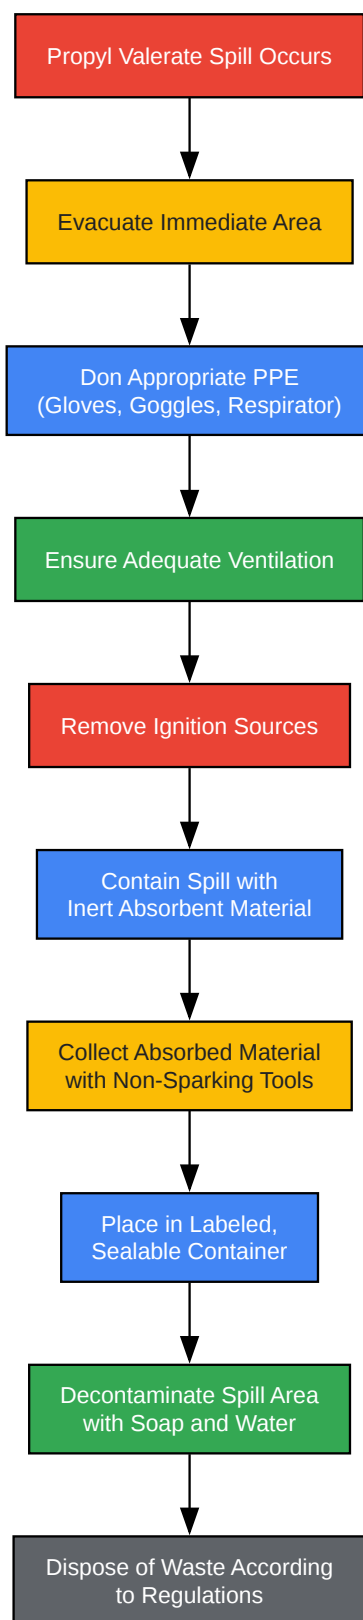 Propyl Valerate Spill Occurs
Evacuate Immediate Area
Don Appropriate PPE
(Gloves, Goggles, Respirator)
Ensure Adequate Ventilation
Remove Ignition Sources
Contain Spill with
Inert Absorbent Material
Collect Absorbed Material
with Non-Sparking Tools
Place in Labeled,
Sealable Container
Decontaminate Spill Area
with Soap and Water
Dispose of Waste According
to Regulations